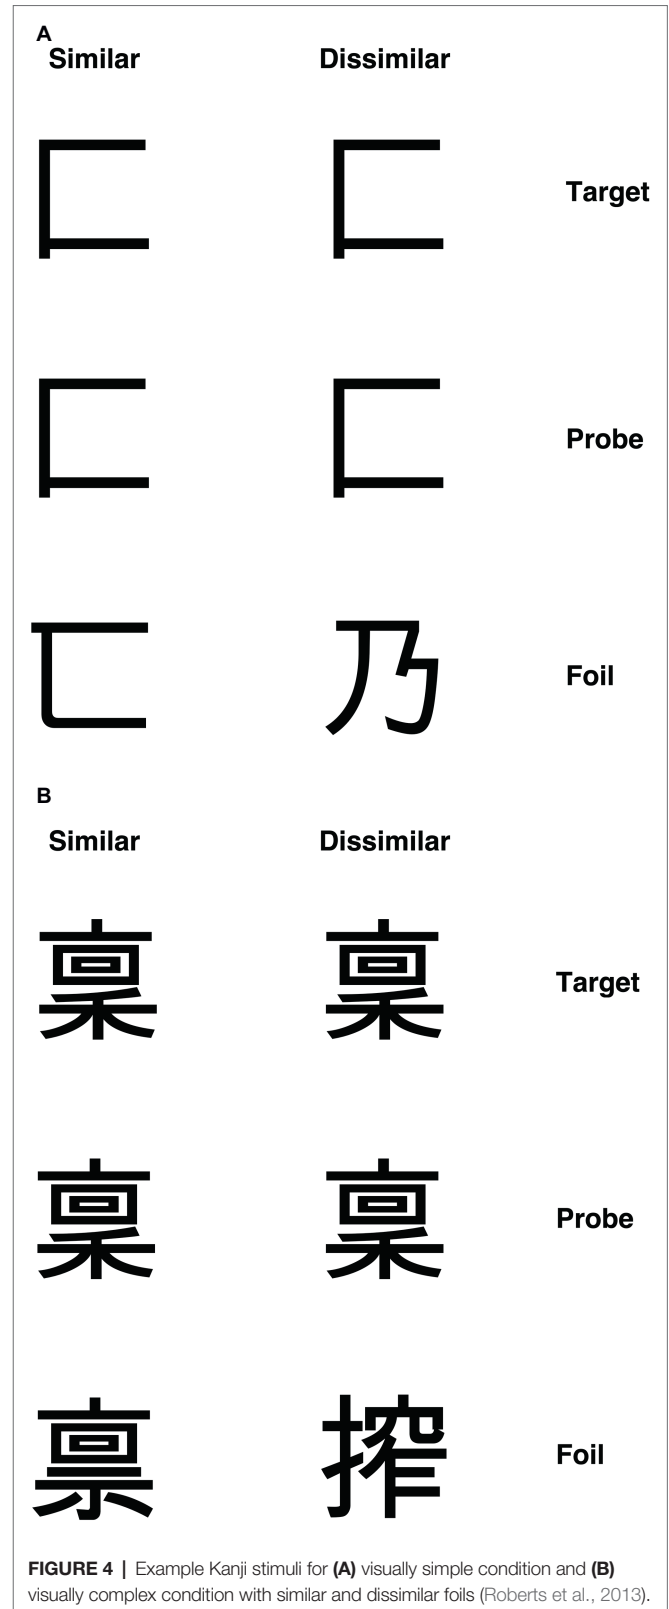 A
Similar Dissimilar
匚 匚 Target
匚 匚 Probe
匸 乃 Foil
B
Similar Dissimilar
稟 稟 Target
稟 稟 Probe
禀 搾 Foil
FIGURE 4 | Example Kanji stimuli for (A) visually simple condition and (B)
visually complex condition with similar and dissimilar foils (Roberts et al., 2013).